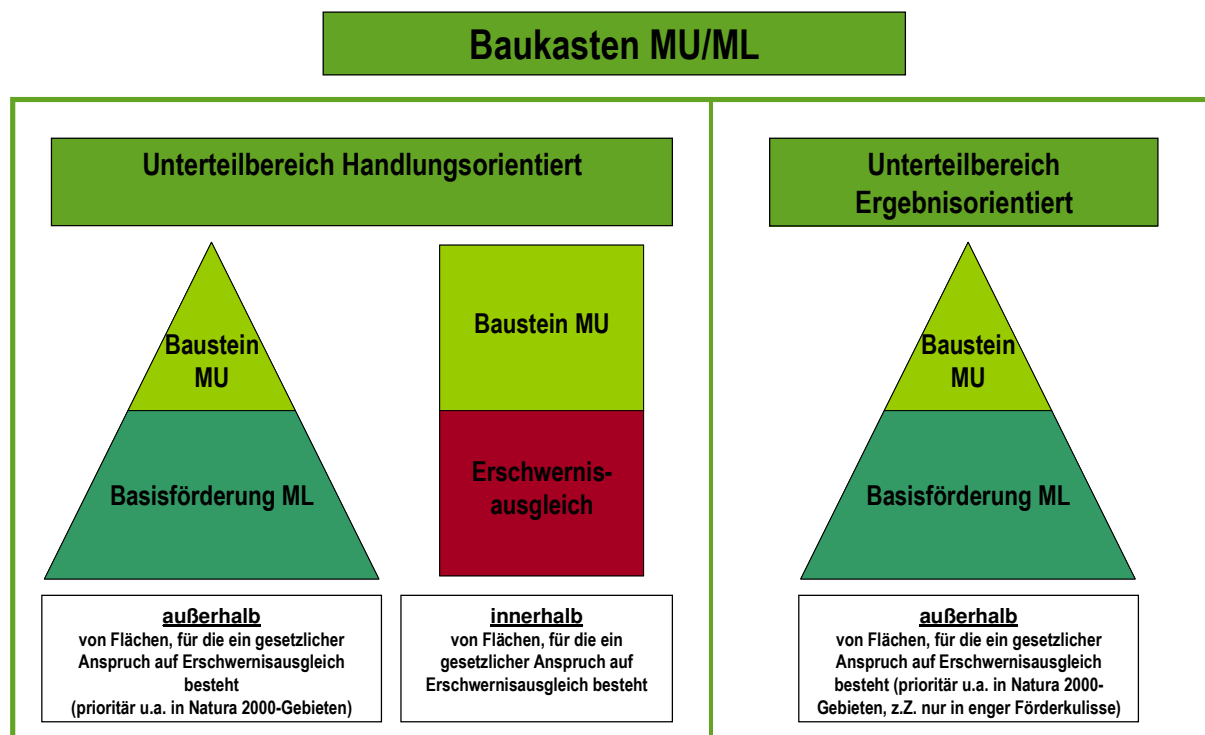 Baukasten MU/ML
Unterteilbereich Handlungsorientiert
Baustein
MU
Basisförderung ML
außerhalb
von Flächen, für die ein gesetzlicher
Anspruch auf Erschwernisausgleich
besteht
(prioritär u.a. in Natura 2000-Gebieten)
Baustein MU
Erschwernis-
ausgleich
innerhalb
von Flächen, für die ein
gesetzlicher Anspruch auf
Erschwernisausgleich besteht
Unterteilbereich
Ergebnisorientiert
Baustein
MU
Basisförderung ML
außerhalb
von Flächen, für die ein gesetzlicher
Anspruch auf Erschwernisausgleich
besteht (prioritär u.a. in Natura 2000-
Gebieten, z.Z. nur in enger Förderkulisse)